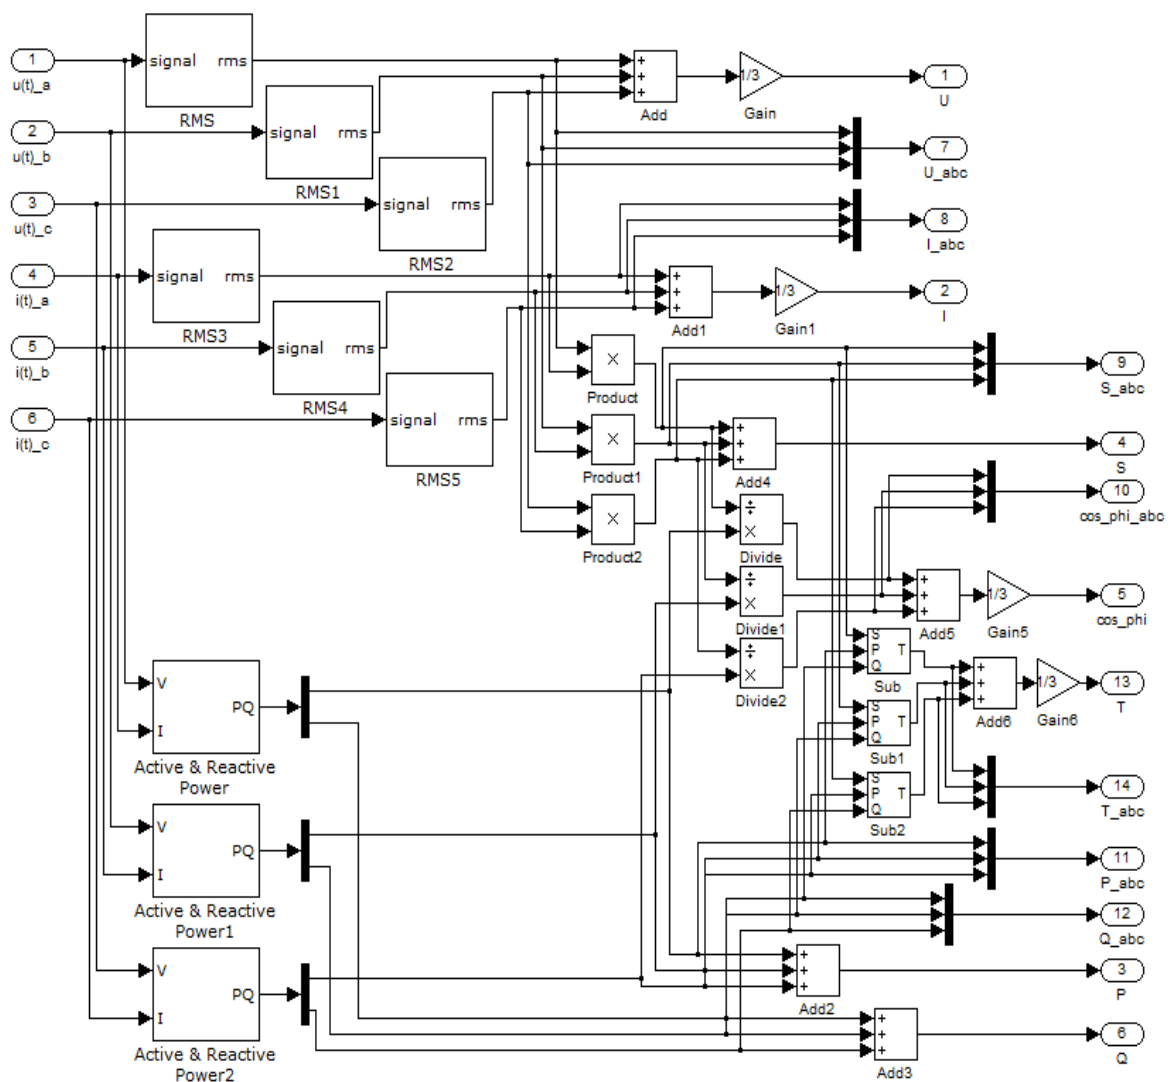 1
u(t)_a
2
u(t)_b
3
u(t)_c
4
i(t)_a
5
i(t)_b
6
i(t)_c
signal rms
RMS
signal rms
RMS1
signal rms
RMS2
signal rms
RMS3
signal rms
RMS4
signal rms
RMS5
+
+
+
Add
1/3
Gain
1
U
7
U_abc
8
I_abc
+
+
+
Add1
1/3
Gain1
2
I
×
Product
×
Product1
×
Product2
9
S_abc
+
+
+
Add4
4
S
10
cos_phi_abc
÷
×
Divide
÷
×
Divide1
÷
×
Divide2
+
+
+
Add5
1/3
Gain5
5
cos_phi
S
P T
Q
Sub
S
P T
Q
Sub1
S
P T
Q
Sub2
+
+
+
Add6
1/3
Gain6
13
T
14
T_abc
11
P_abc
12
Q_abc
V
PQ
I
Active & Reactive
Power
V
PQ
I
Active & Reactive
Power1
V
PQ
I
Active & Reactive
Power2
+
+
+
Add2
3
P
+
+
+
Add3
6
Q